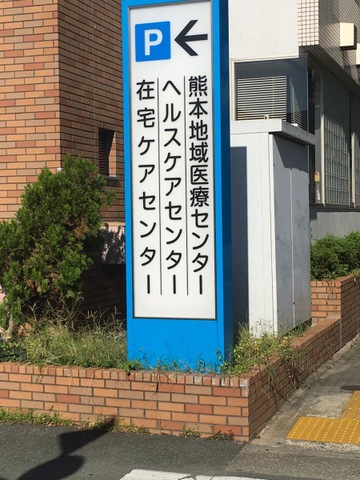 P ←
熊本地域医療センター
ヘルスケアセンター
在宅ケアセンター